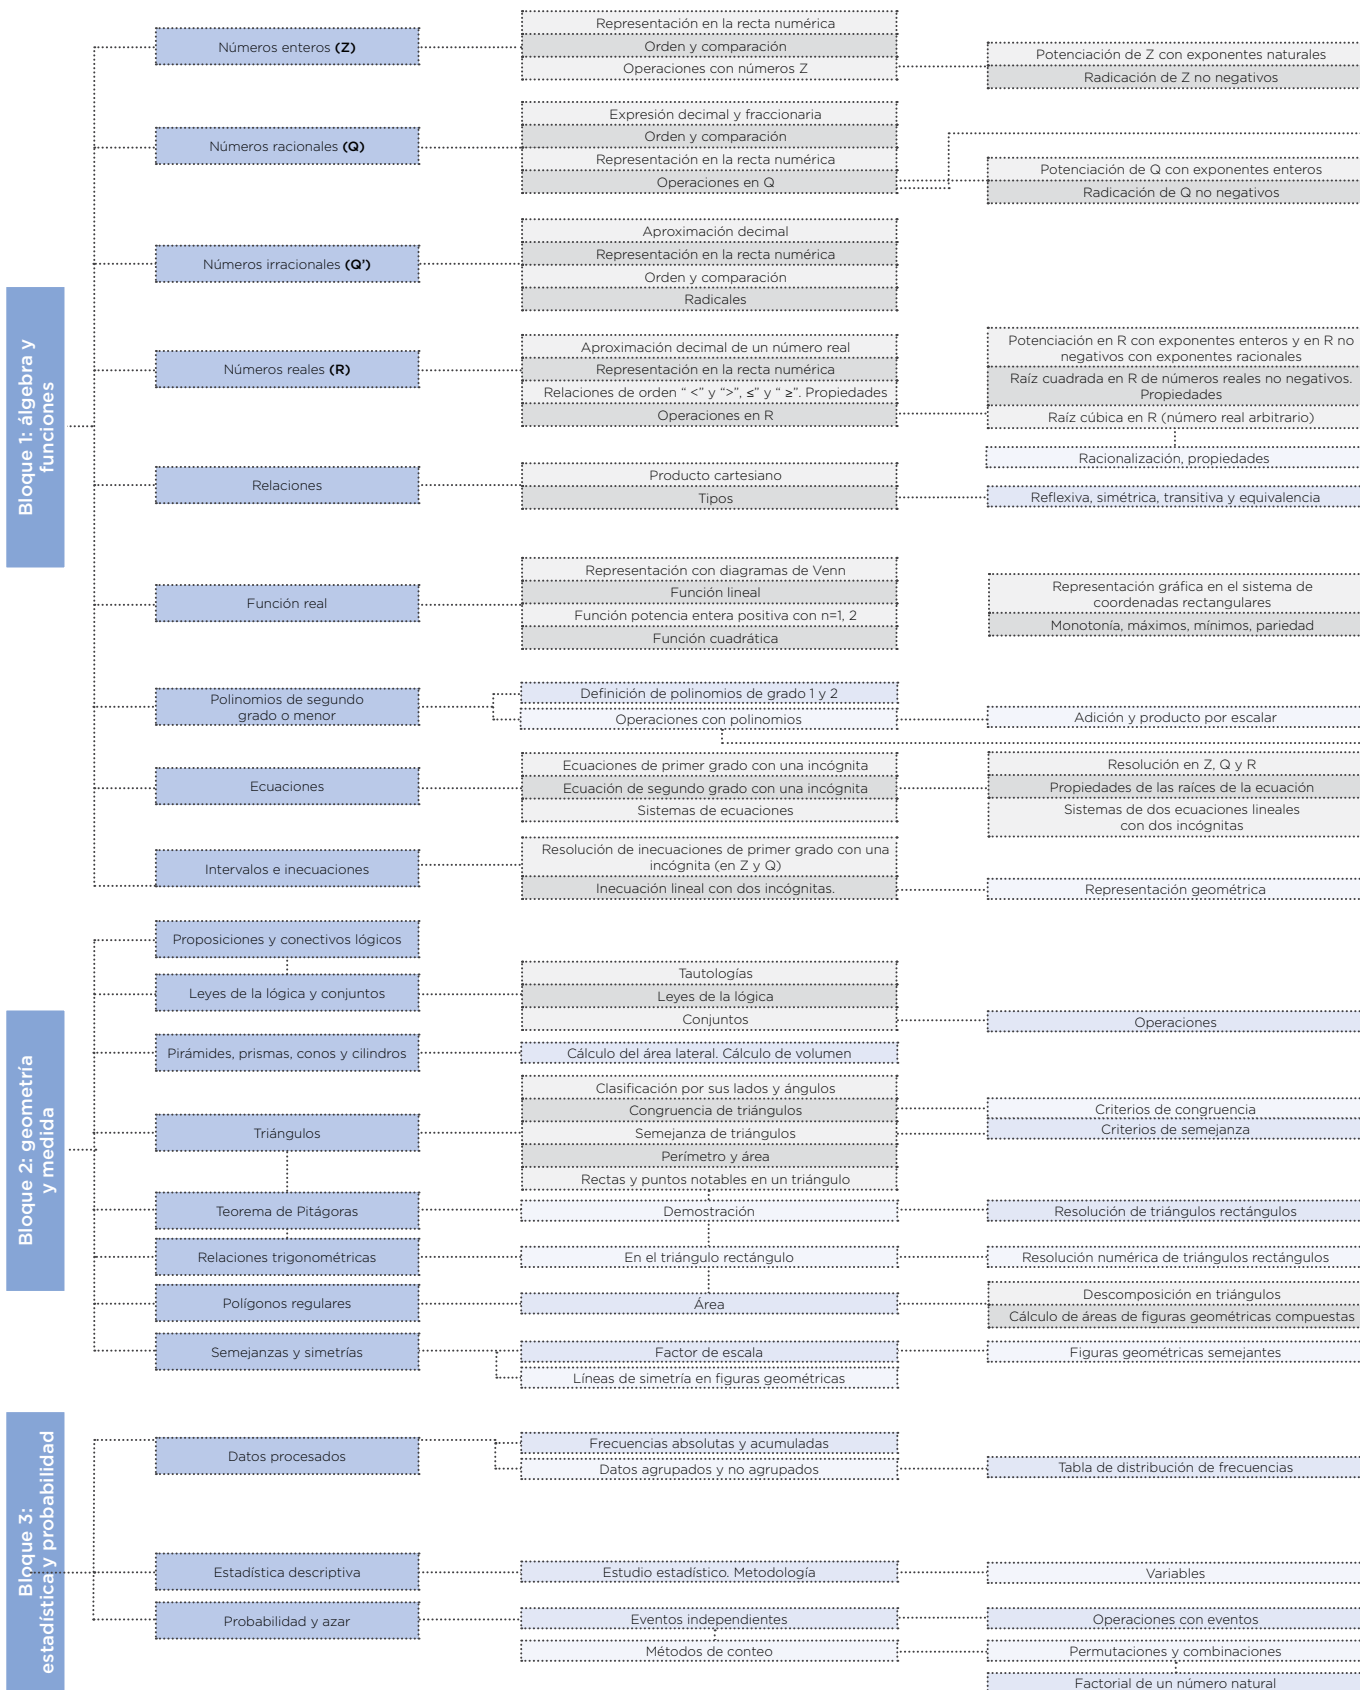 Bloque 1: álgebra y
funciones
Números enteros (Z)
Representación en la recta numérica
Orden y comparación
Operaciones con números Z
Potenciación de Z con exponentes naturales
Radicación de Z no negativos
Números racionales (Q)
Expresión decimal y fraccionaria
Orden y comparación
Representación en la recta numérica
Operaciones en Q
Potenciación de Q con exponentes enteros
Radicación de Q no negativos
Números irracionales (Q’)
Aproximación decimal
Representación en la recta numérica
Orden y comparación
Radicales
Números reales (R)
Aproximación decimal de un número real
Representación en la recta numérica
Relaciones de orden “ <” y “>”, ≤” y “ ≥”. Propiedades
Operaciones en R
Potenciación en R con exponentes enteros y en R no
negativos con exponentes racionales
Raíz cuadrada en R de números reales no negativos.
Propiedades
Raíz cúbica en R (número real arbitrario)
Racionalización, propiedades
Relaciones
Producto cartesiano
Tipos
Reflexiva, simétrica, transitiva y equivalencia
Función real
Representación con diagramas de Venn
Función lineal
Función potencia entera positiva con n=1, 2
Función cuadrática
Representación gráfica en el sistema de
coordenadas rectangulares
Monotonía, máximos, mínimos, pariedad
Polinomios de segundo
grado o menor
Definición de polinomios de grado 1 y 2
Operaciones con polinomios
Adición y producto por escalar
Ecuaciones
Ecuaciones de primer grado con una incógnita
Ecuación de segundo grado con una incógnita
Sistemas de ecuaciones
Resolución en Z, Q y R
Propiedades de las raíces de la ecuación
Sistemas de dos ecuaciones lineales
con dos incógnitas
Intervalos e inecuaciones
Resolución de inecuaciones de primer grado con una
incógnita (en Z y Q)
Inecuación lineal con dos incógnitas.
Representación geométrica
Bloque 2: geometría
y medida
Proposiciones y conectivos lógicos
Leyes de la lógica y conjuntos
Tautologías
Leyes de la lógica
Conjuntos
Operaciones
Pirámides, prismas, conos y cilindros
Cálculo del área lateral. Cálculo de volumen
Triángulos
Clasificación por sus lados y ángulos
Congruencia de triángulos
Semejanza de triángulos
Perímetro y área
Rectas y puntos notables en un triángulo
Criterios de congruencia
Criterios de semejanza
Teorema de Pitágoras
Demostración
Resolución de triángulos rectángulos
Relaciones trigonométricas
En el triángulo rectángulo
Resolución numérica de triángulos rectángulos
Polígonos regulares
Área
Descomposición en triángulos
Cálculo de áreas de figuras geométricas compuestas
Semejanzas y simetrías
Factor de escala
Líneas de simetría en figuras geométricas
Figuras geométricas semejantes
Bloque 3:
estadística y probabilidad
Datos procesados
Frecuencias absolutas y acumuladas
Datos agrupados y no agrupados
Tabla de distribución de frecuencias
Estadística descriptiva
Estudio estadístico. Metodología
Variables
Probabilidad y azar
Eventos independientes
Métodos de conteo
Operaciones con eventos
Permutaciones y combinaciones
Factorial de un número natural